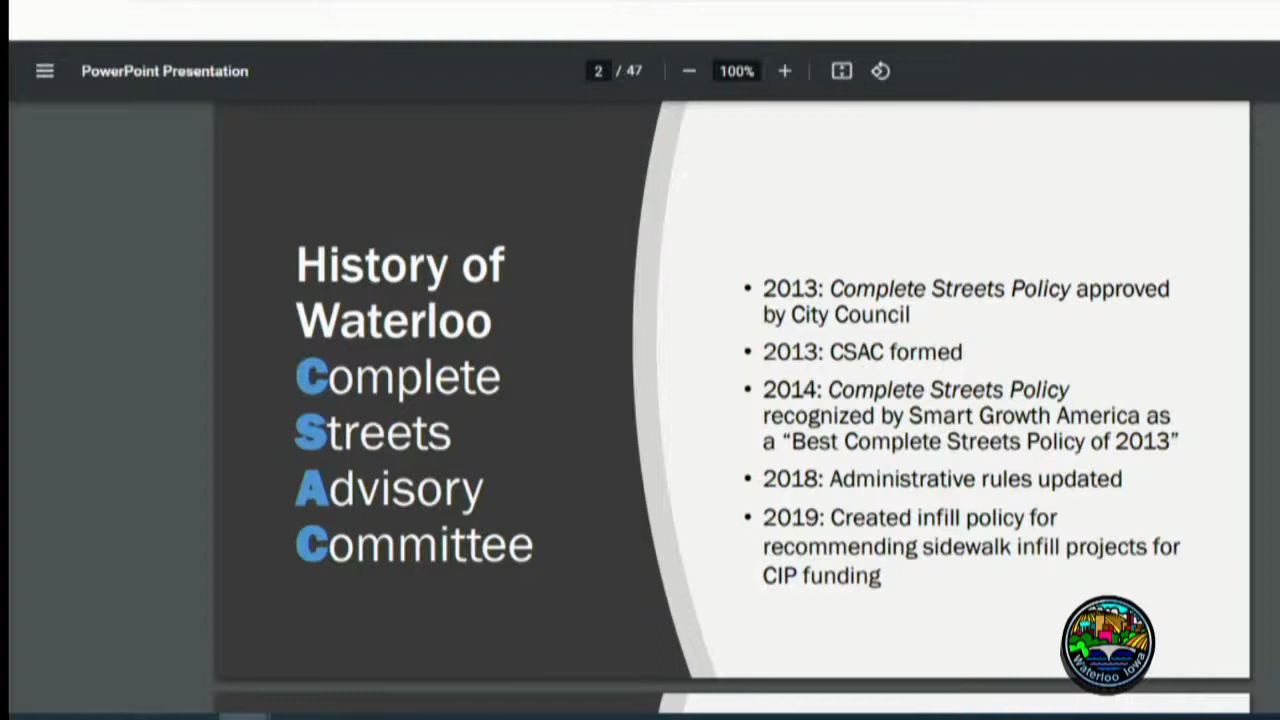 PowerPoint Presentation
2 / 47
100%
History of
Waterloo
Complete
Streets
Advisory
Committee
• 2013: Complete Streets Policy approved
by City Council
• 2013: CSAC formed
• 2014: Complete Streets Policy
recognized by Smart Growth America as
a “Best Complete Streets Policy of 2013”
• 2018: Administrative rules updated
• 2019: Created infill policy for
recommending sidewalk infill projects for
CIP funding
Waterloo Iowa